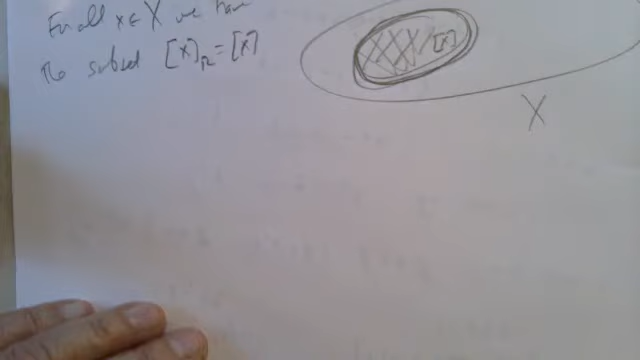 For all x ∈ X we have
the subset [x]_R = [x]
[x]
X